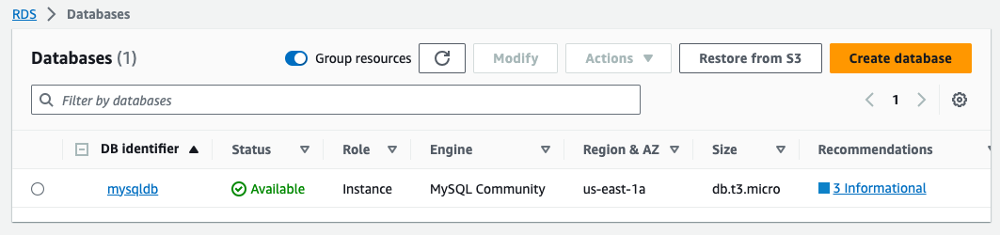 RDS > Databases
Databases (1) Group resources Modify Actions Restore from S3 Create database
Filter by databases 1
DB identifier Status Role Engine Region & AZ Size Recommendations
mysqldb Available Instance MySQL Community us-east-1a db.t3.micro 3 Informational